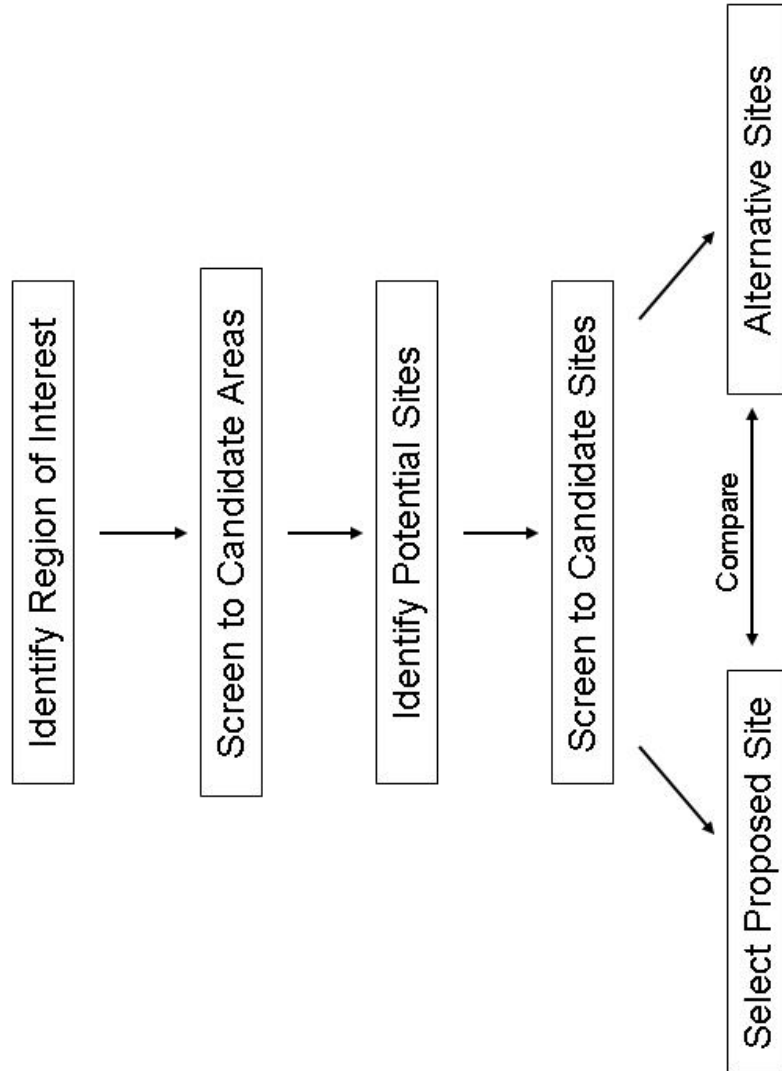 Identify Region of Interest
Screen to Candidate Areas
Identify Potential Sites
Screen to Candidate Sites
Select Proposed Site
Compare
Alternative Sites